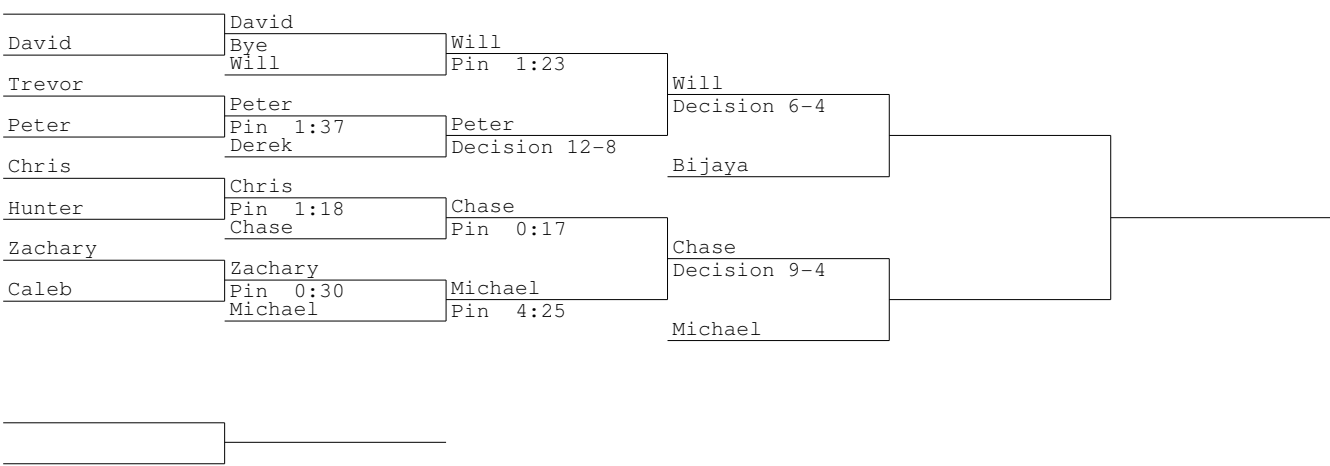 David
David
Bye
Will
Will
Pin 1:23
Trevor
Will
Peter
Decision 6-4
Peter
Pin 1:37
Peter
Derek
Decision 12-8
Chris
Bijaya
Chris
Hunter
Pin 1:18
Chase
Chase
Pin 0:17
Zachary
Chase
Zachary
Decision 9-4
Caleb
Pin 0:30
Michael
Michael
Pin 4:25
Michael